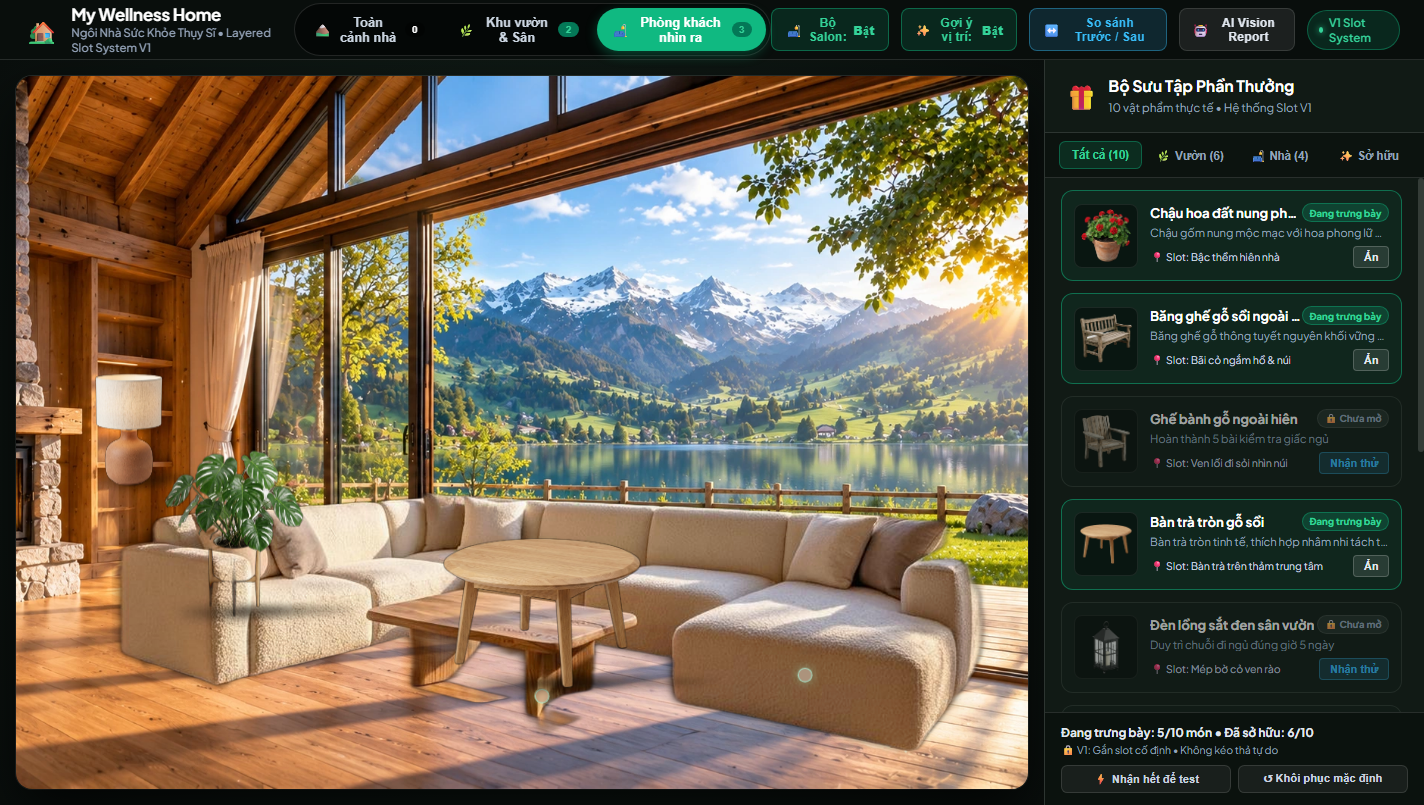 My Wellness Home
Ngôi Nhà Sức Khỏe Thụy Sĩ • Layered
Slot System V1
Toàn
cảnh nhà
0
Khu vườn
& Sân
2
Phòng khách
nhìn ra
3
Bộ
Salon:
Bật
Gợi ý
vị trí:
Bật
So sánh
Trước / Sau
AI Vision
Report
V1 Slot
System
Bộ Sưu Tập Phần Thưởng
10 vật phẩm thực tế • Hệ thống Slot V1
Tất cả (10)
Vườn (6)
Nhà (4)
Sở hữu
Chậu hoa đất nung ph...
Đang trưng bày
Chậu gốm nung mộc mạc với hoa phong lữ ...
Slot: Bậc thềm hiên nhà
Ẩn
Băng ghế gỗ sồi ngoài ...
Đang trưng bày
Băng ghế gỗ thông tuyết nguyên khối vững ...
Slot: Bãi cỏ ngắm hồ & núi
Ẩn
Ghế bành gỗ ngoài hiên
Chưa mở
Hoàn thành 5 bài kiểm tra giấc ngủ
Slot: Ven lối đi sỏi nhìn núi
Nhận thử
Bàn trà tròn gỗ sồi
Đang trưng bày
Bàn trà tròn tinh tế, thích hợp nhâm nhi tách t...
Slot: Bàn trà trên thảm trung tâm
Ẩn
Đèn lồng sắt đen sân vườn
Chưa mở
Duy trì chuỗi đi ngủ đúng giờ 5 ngày
Slot: Mép bờ cỏ ven rào
Nhận thử
Đang trưng bày: 5/10 món • Đã sở hữu: 6/10
V1: Gắn slot cố định • Không kéo thả tự do
Nhận hết để test
↺ Khôi phục mặc định